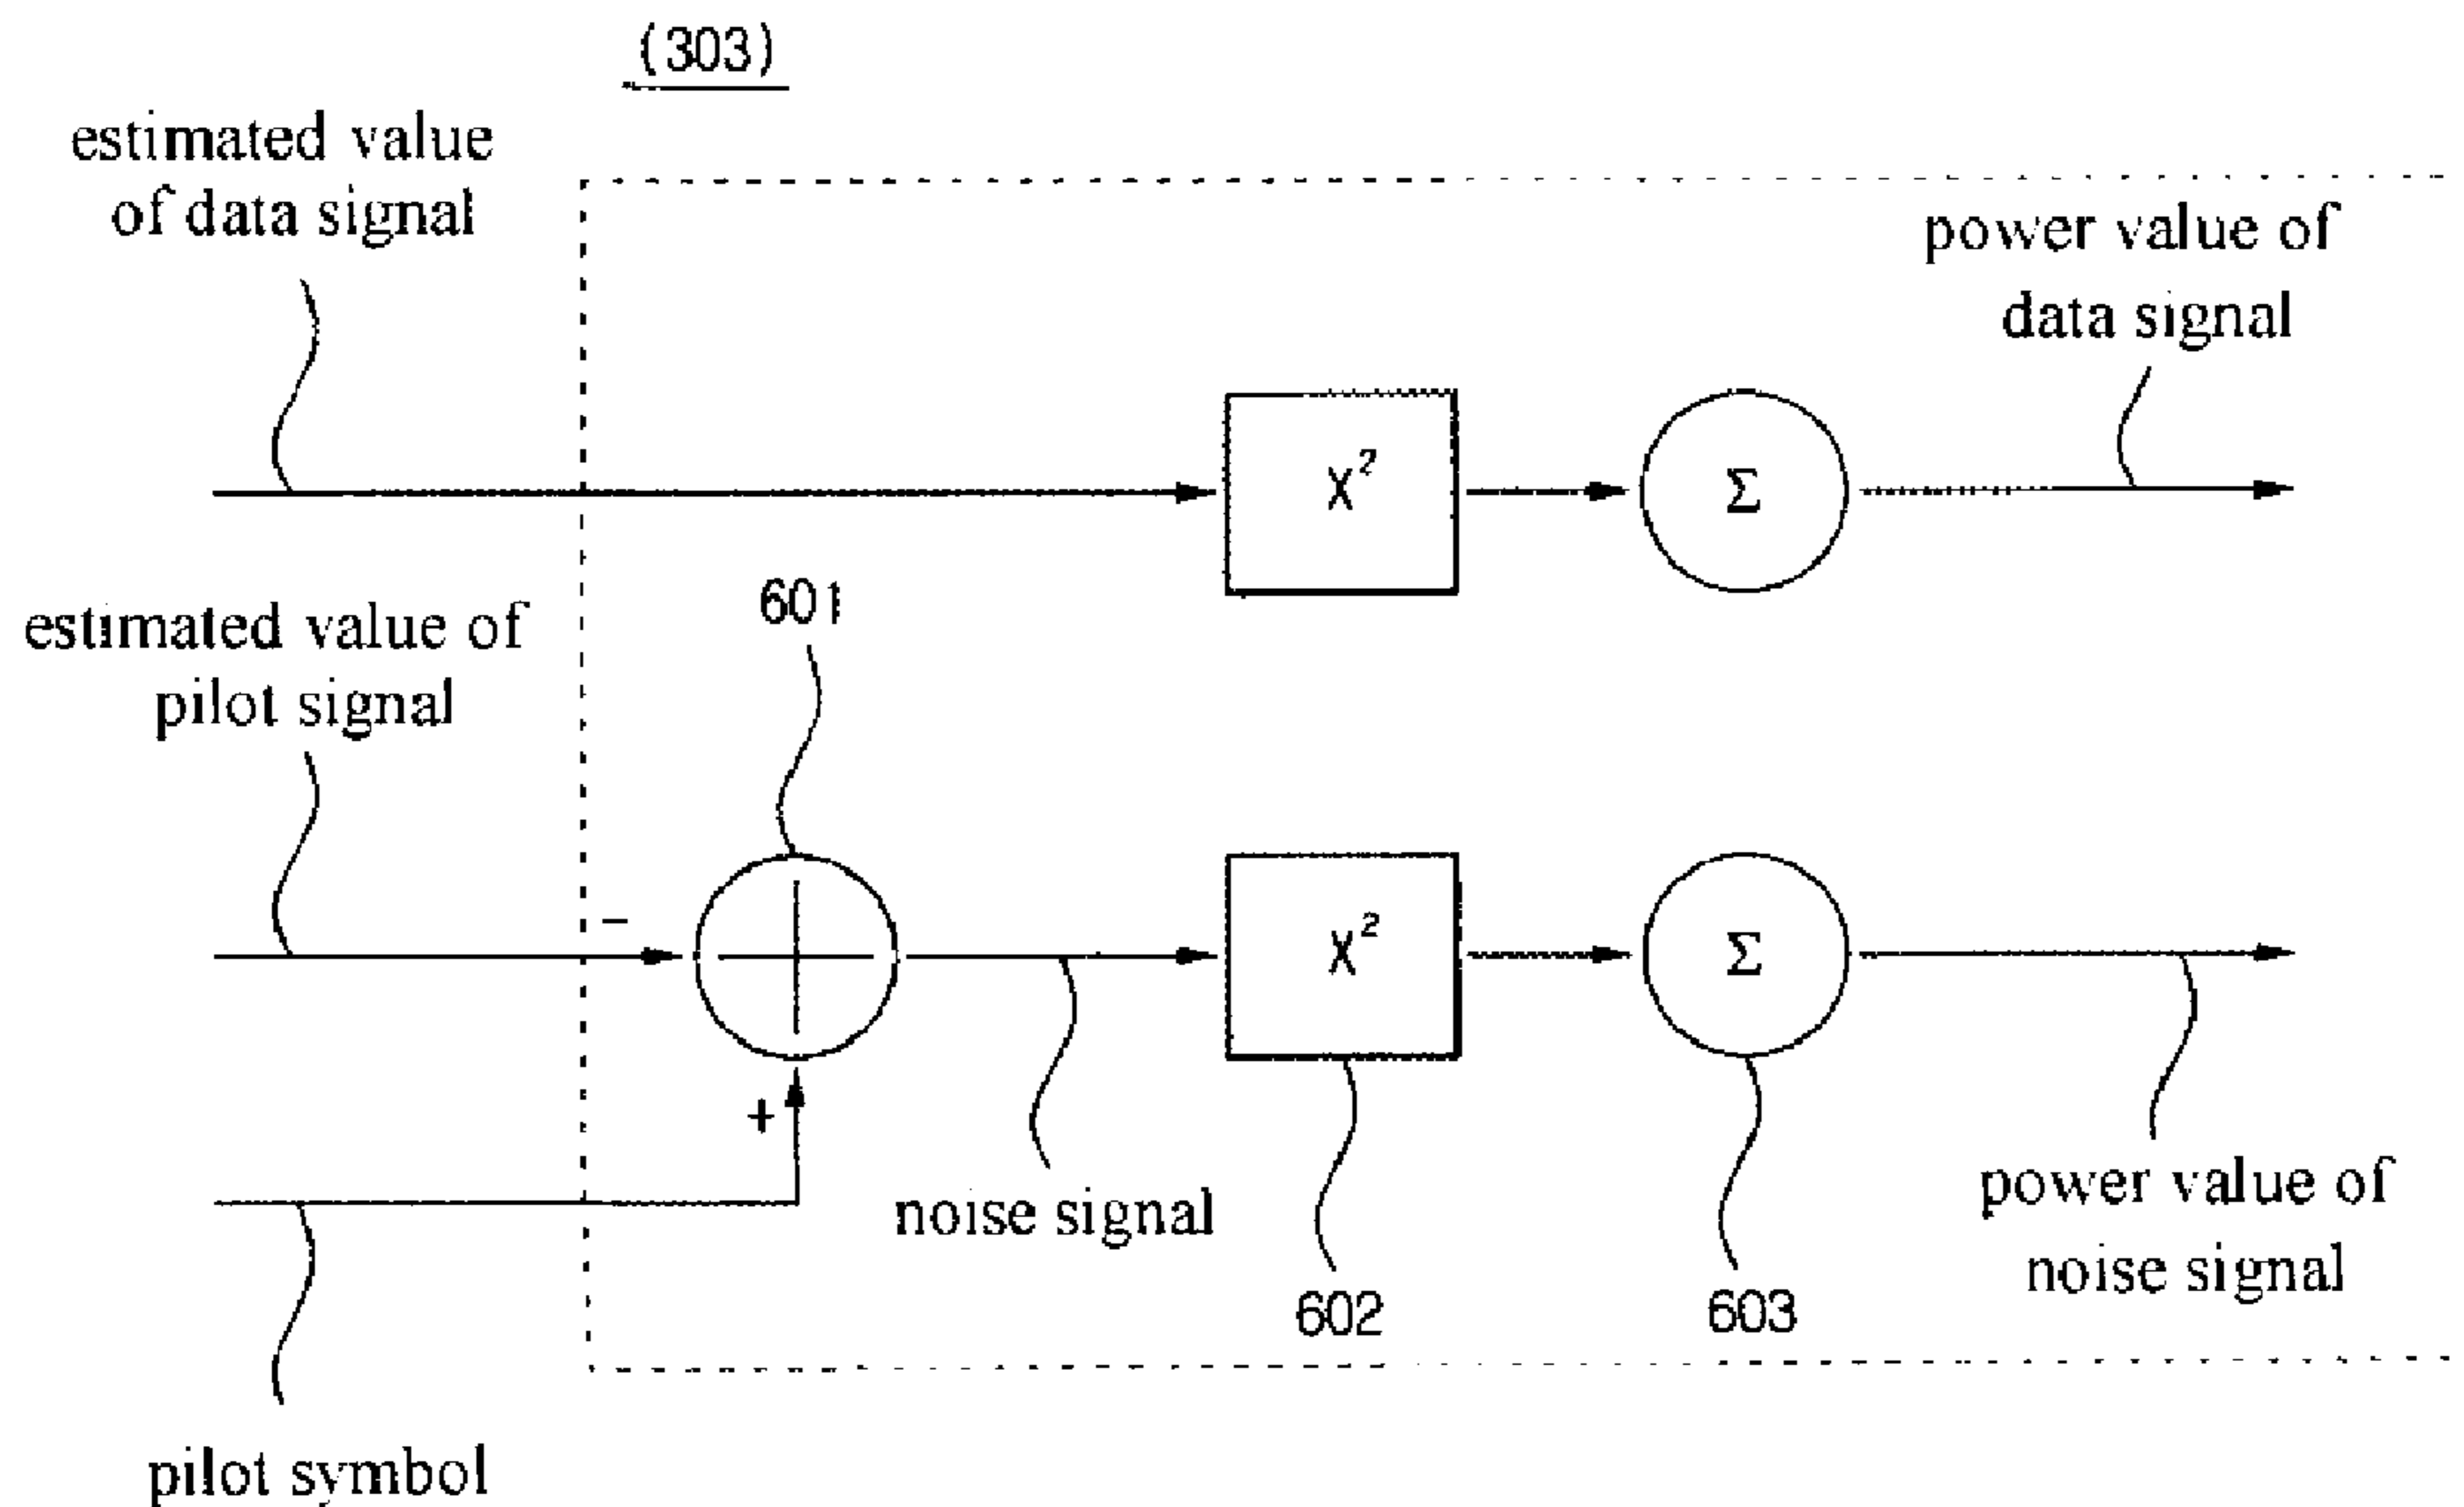 (303)
estimated value
of data signal
power value of
data signal
X²
Σ
601
estimated value of
pilot signal
−
X²
Σ
+
noise signal
power value of
noise signal
602
603
pilot symbol